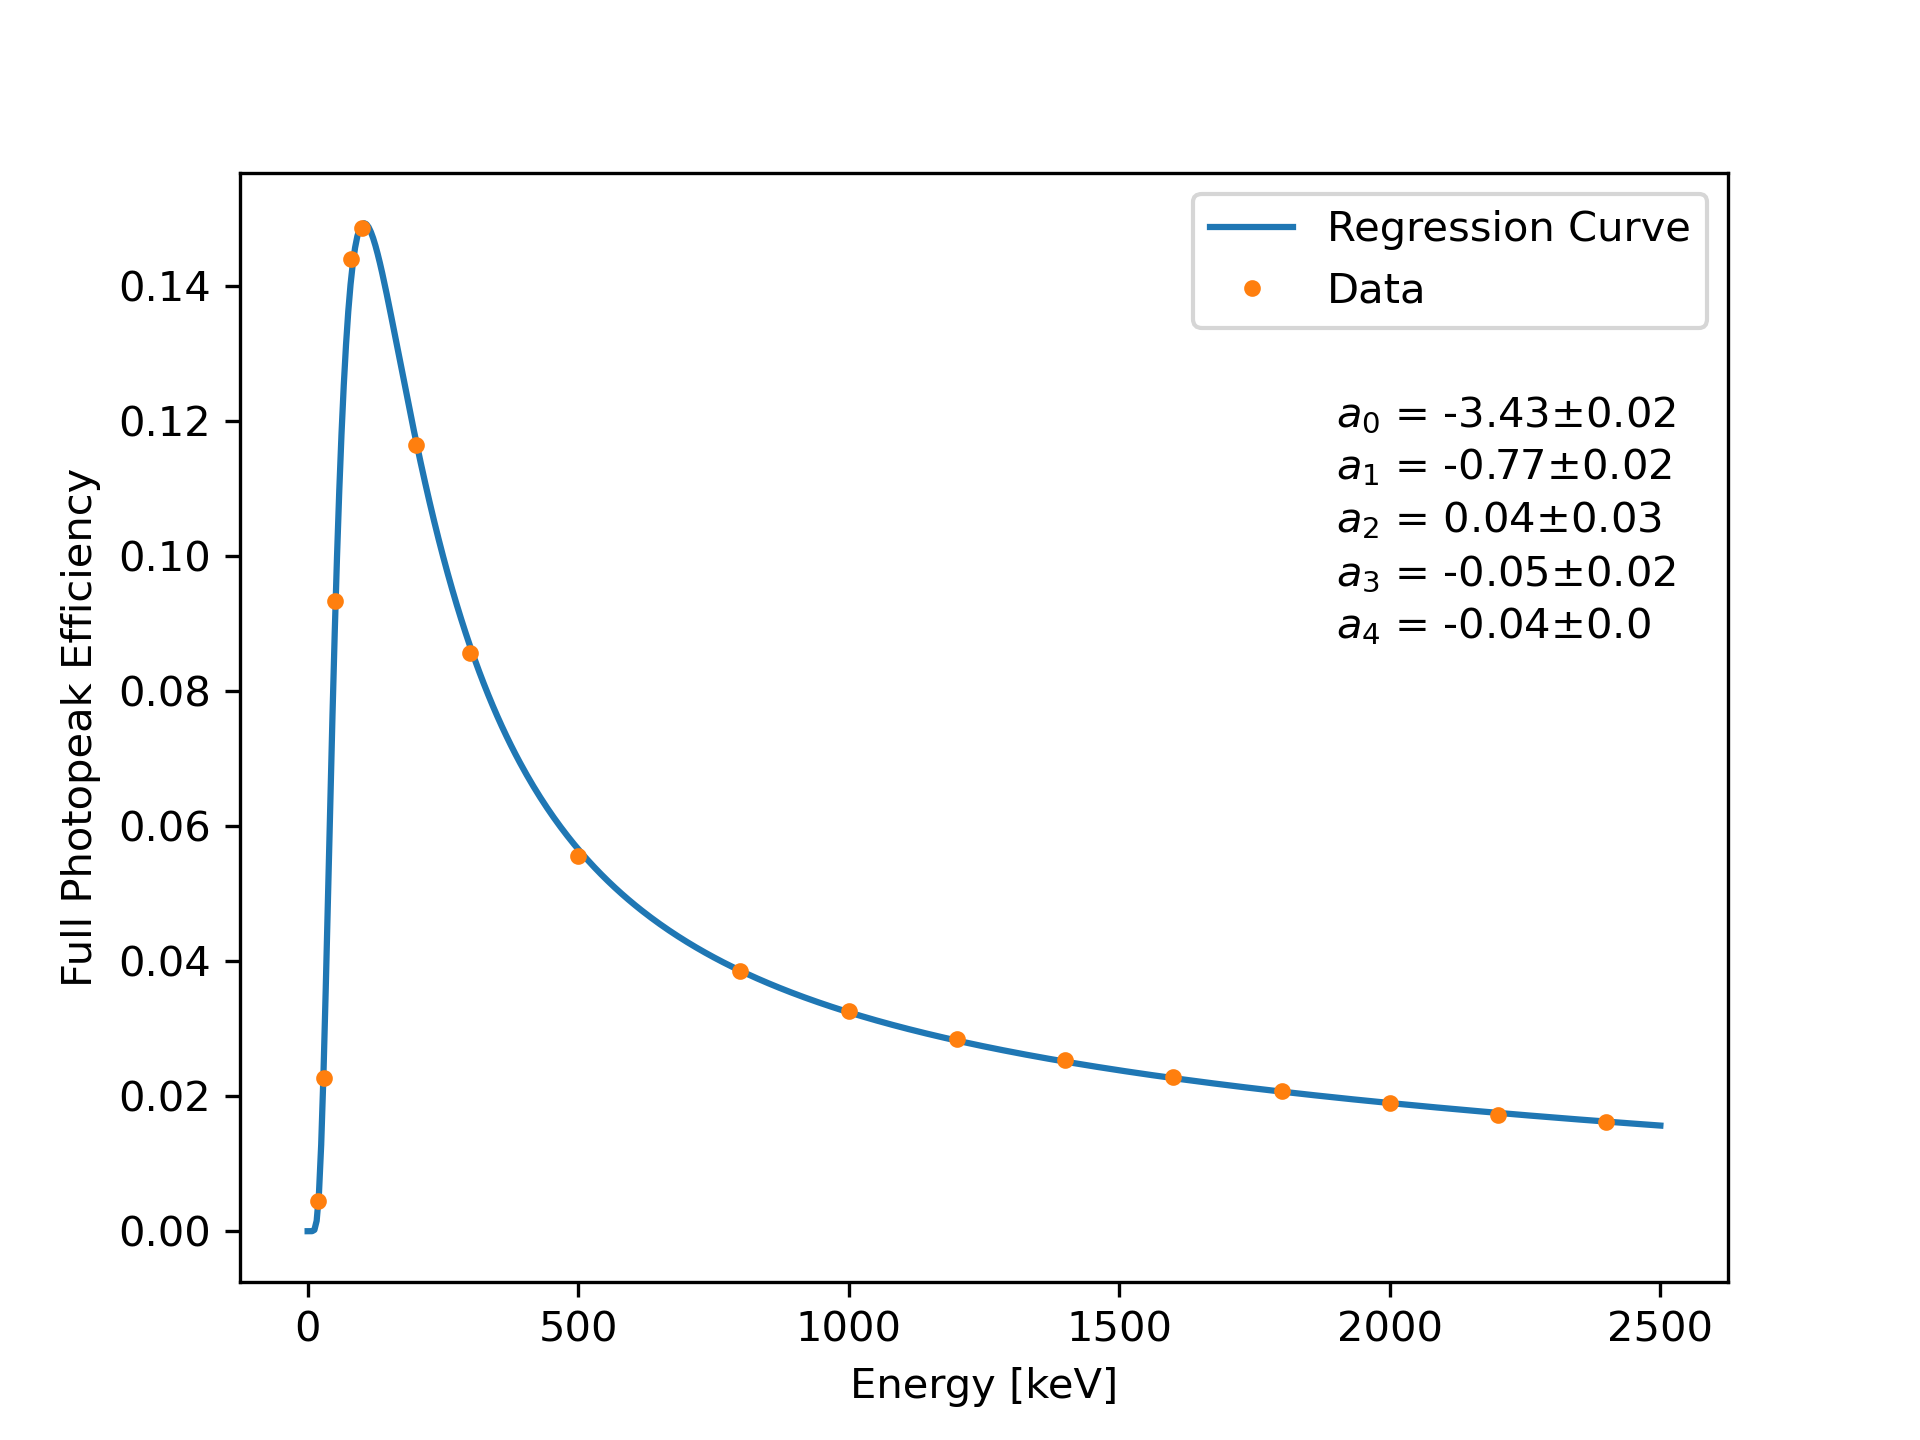 Regression Curve
Data
a₀ = -3.43±0.02
a₁ = -0.77±0.02
a₂ = 0.04±0.03
a₃ = -0.05±0.02
a₄ = -0.04±0.0
0.14
0.12
0.10
0.08
0.06
0.04
0.02
0.00
Full Photopeak Efficiency
0 500 1000 1500 2000 2500
Energy [keV]